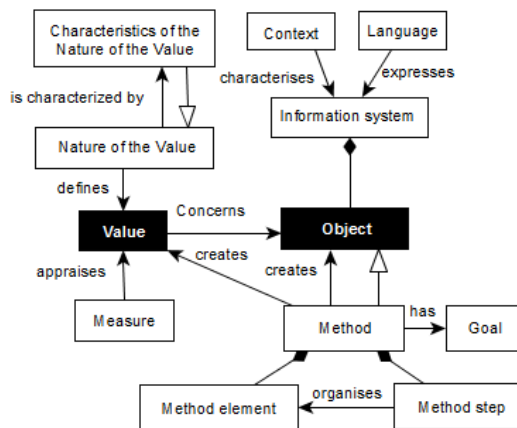 Characteristics of the
Nature of the Value
Context
Language
characterises
expresses
is characterized by
Information system
Nature of the Value
defines
Concerns
Value
Object
appraises
creates
creates
has
Measure
Method
Goal
organises
Method element
Method step